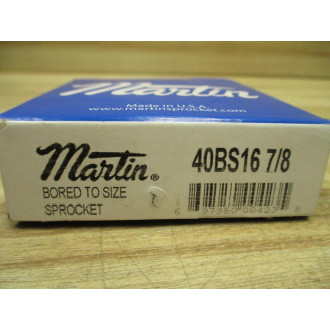 Martin
Made in U.S.A.
www.martinsprocket.com
Martin®
40BS16 7/8
BORED TO SIZE
SPROCKET